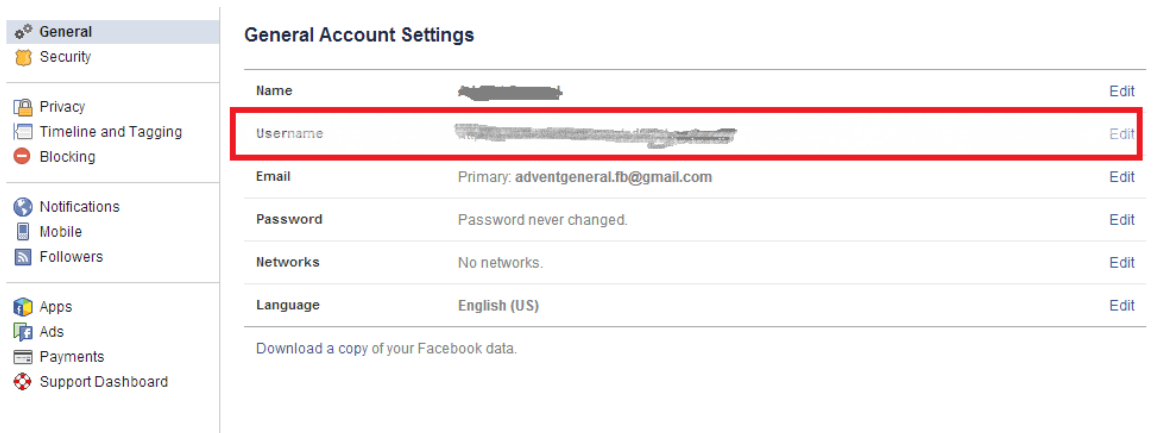 General
Security
Privacy
Timeline and Tagging
Blocking
Notifications
Mobile
Followers
Apps
Ads
Payments
Support Dashboard
General Account Settings
Name Edit
Username Edit
Email Primary: adventgeneral.fb@gmail.com Edit
Password Password never changed. Edit
Networks No networks. Edit
Language English (US) Edit
Download a copy of your Facebook data.